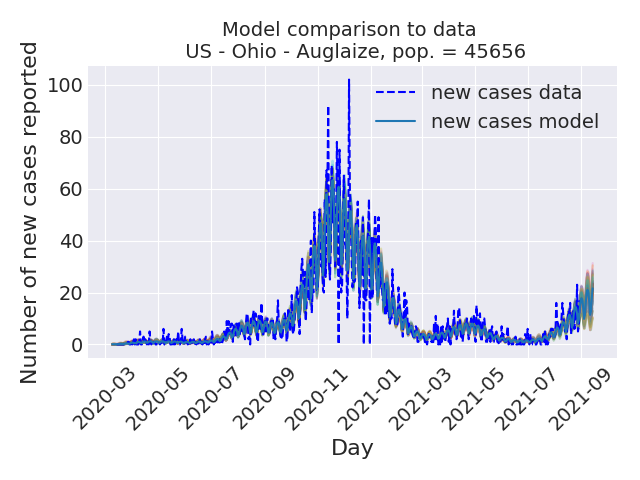 Model comparison to data
US - Ohio - Auglaize, pop. = 45656
Number of new cases reported
100
80
60
40
20
0
new cases data
new cases model
2020-03
2020-05
2020-07
2020-09
2020-11
2021-01
2021-03
2021-05
2021-07
2021-09
Day